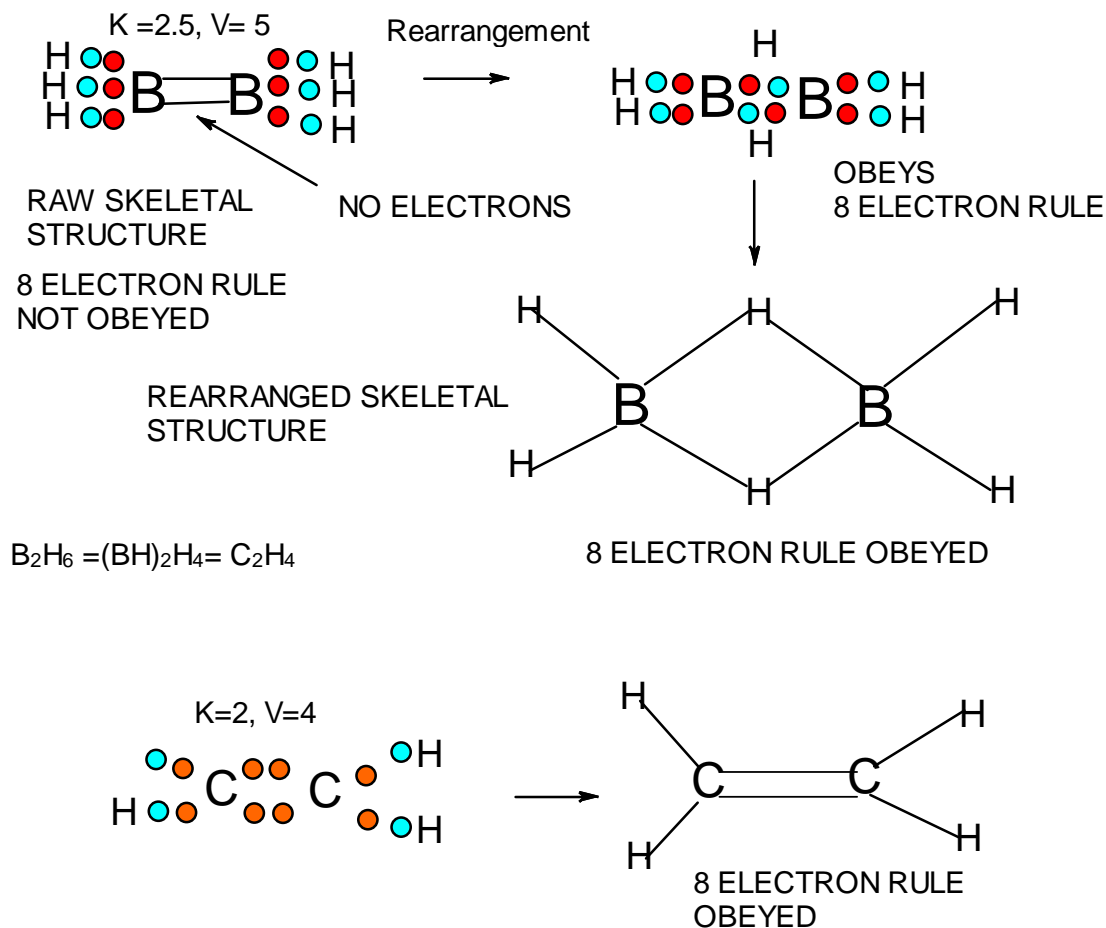 K =2.5, V= 5
Rearrangement
H
H
H
B B
H
H
H
H
H
H
B B
H
H
H
RAW SKELETAL
STRUCTURE
NO ELECTRONS
OBEYS
8 ELECTRON RULE
8 ELECTRON RULE
NOT OBEYED
H H H
B B
REARRANGED SKELETAL
STRUCTURE
H H H
B₂H₆ =(BH)₂H₄= C₂H₄
8 ELECTRON RULE OBEYED
K=2, V=4
H
C C
H
H
H H
C C
H H
8 ELECTRON RULE
OBEYED